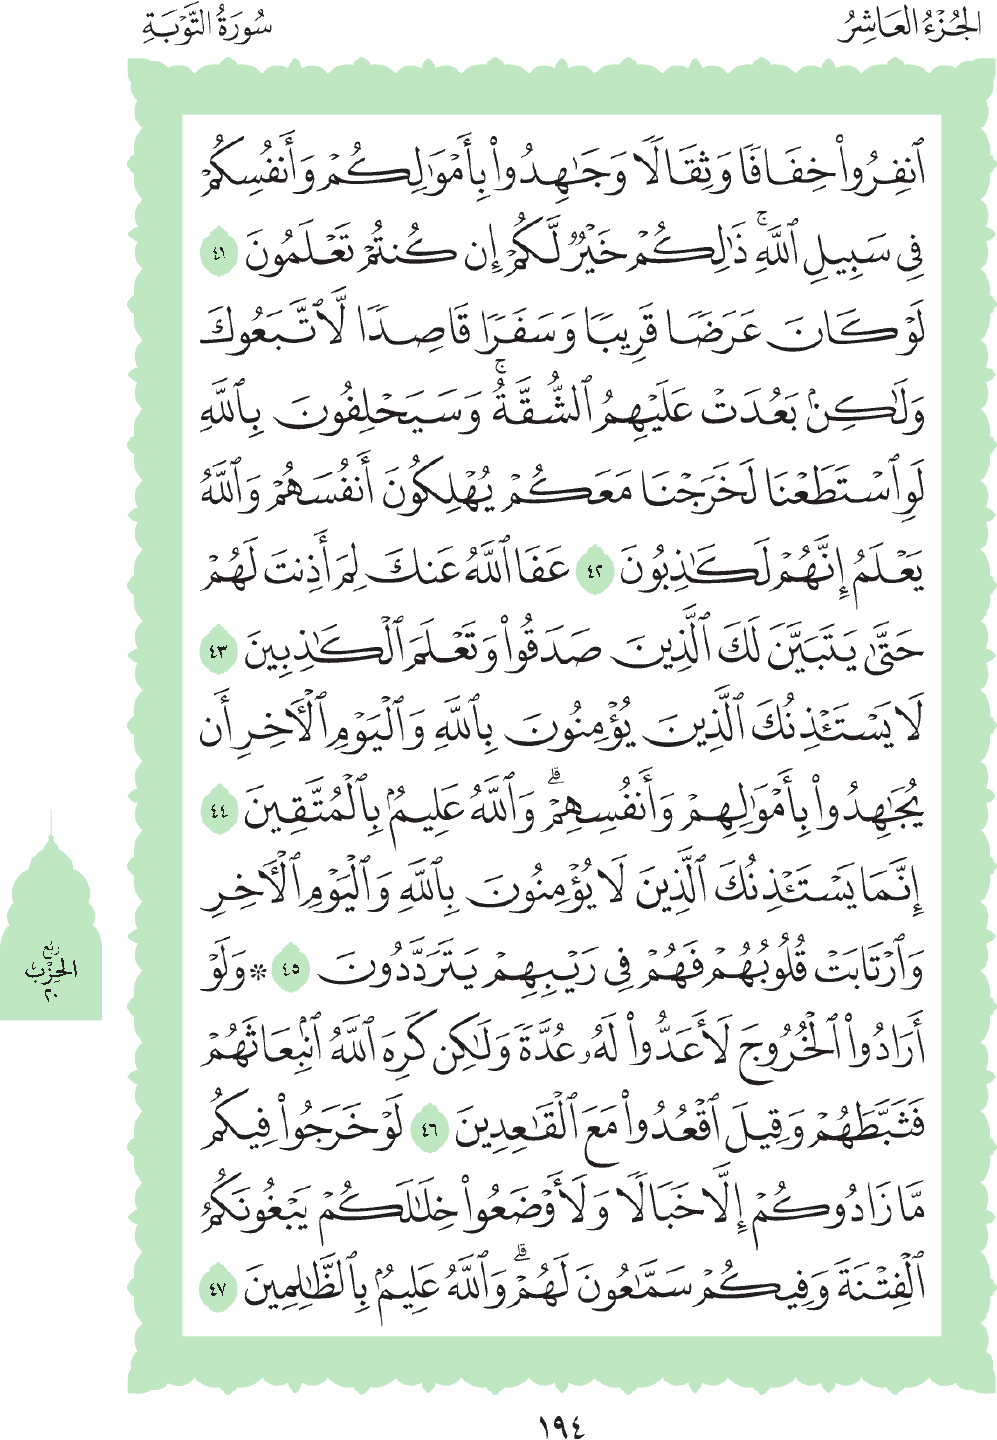 الجُزْءُ العَاشِرُ
سُورَةُ التَّوْبَةِ
ٱنفِرُوا۟ خِفَافًا وَثِقَالًا وَجَٰهِدُوا۟ بِأَمْوَٰلِكُمْ وَأَنفُسِكُمْ
فِى سَبِيلِ ٱللَّهِ ۚ ذَٰلِكُمْ خَيْرٌ لَّكُمْ إِن كُنتُمْ تَعْلَمُونَ ٤١
لَوْ كَانَ عَرَضًا قَرِيبًا وَسَفَرًا قَاصِدًا لَّٱتَّبَعُوكَ
وَلَٰكِنۢ بَعُدَتْ عَلَيْهِمُ ٱلشُّقَّةُ ۚ وَسَيَحْلِفُونَ بِٱللَّهِ
لَوِ ٱسْتَطَعْنَا لَخَرَجْنَا مَعَكُمْ يُهْلِكُونَ أَنفُسَهُمْ وَٱللَّهُ
يَعْلَمُ إِنَّهُمْ لَكَٰذِبُونَ ٤٢ عَفَا ٱللَّهُ عَنكَ لِمَ أَذِنتَ لَهُمْ
حَتَّىٰ يَتَبَيَّنَ لَكَ ٱلَّذِينَ صَدَقُوا۟ وَتَعْلَمَ ٱلْكَٰذِبِينَ ٤٣
لَا يَسْتَـْٔذِنُكَ ٱلَّذِينَ يُؤْمِنُونَ بِٱللَّهِ وَٱلْيَوْمِ ٱلْـَٔاخِرِ أَن
يُجَٰهِدُوا۟ بِأَمْوَٰلِهِمْ وَأَنفُسِهِمْ ۗ وَٱللَّهُ عَلِيمٌۢ بِٱلْمُتَّقِينَ ٤٤
إِنَّمَا يَسْتَـْٔذِنُكَ ٱلَّذِينَ لَا يُؤْمِنُونَ بِٱللَّهِ وَٱلْيَوْمِ ٱلْـَٔاخِرِ
وَٱرْتَابَتْ قُلُوبُهُمْ فَهُمْ فِى رَيْبِهِمْ يَتَرَدَّدُونَ ٤٥ * وَلَوْ
أَرَادُوا۟ ٱلْخُرُوجَ لَأَعَدُّوا۟ لَهُۥ عُدَّةً وَلَٰكِن كَرِهَ ٱللَّهُ ٱنۢبِعَاثَهُمْ
فَثَبَّطَهُمْ وَقِيلَ ٱقْعُدُوا۟ مَعَ ٱلْقَٰعِدِينَ ٤٦ لَوْ خَرَجُوا۟ فِيكُم
مَّا زَادُوكُمْ إِلَّا خَبَالًا وَلَأَوْضَعُوا۟ خِلَٰلَكُمْ يَبْغُونَكُمُ
ٱلْفِتْنَةَ وَفِيكُمْ سَمَّٰعُونَ لَهُمْ ۗ وَٱللَّهُ عَلِيمٌۢ بِٱلظَّٰلِمِينَ ٤٧
ربع
الحِزْب
٢٠
١٩٤